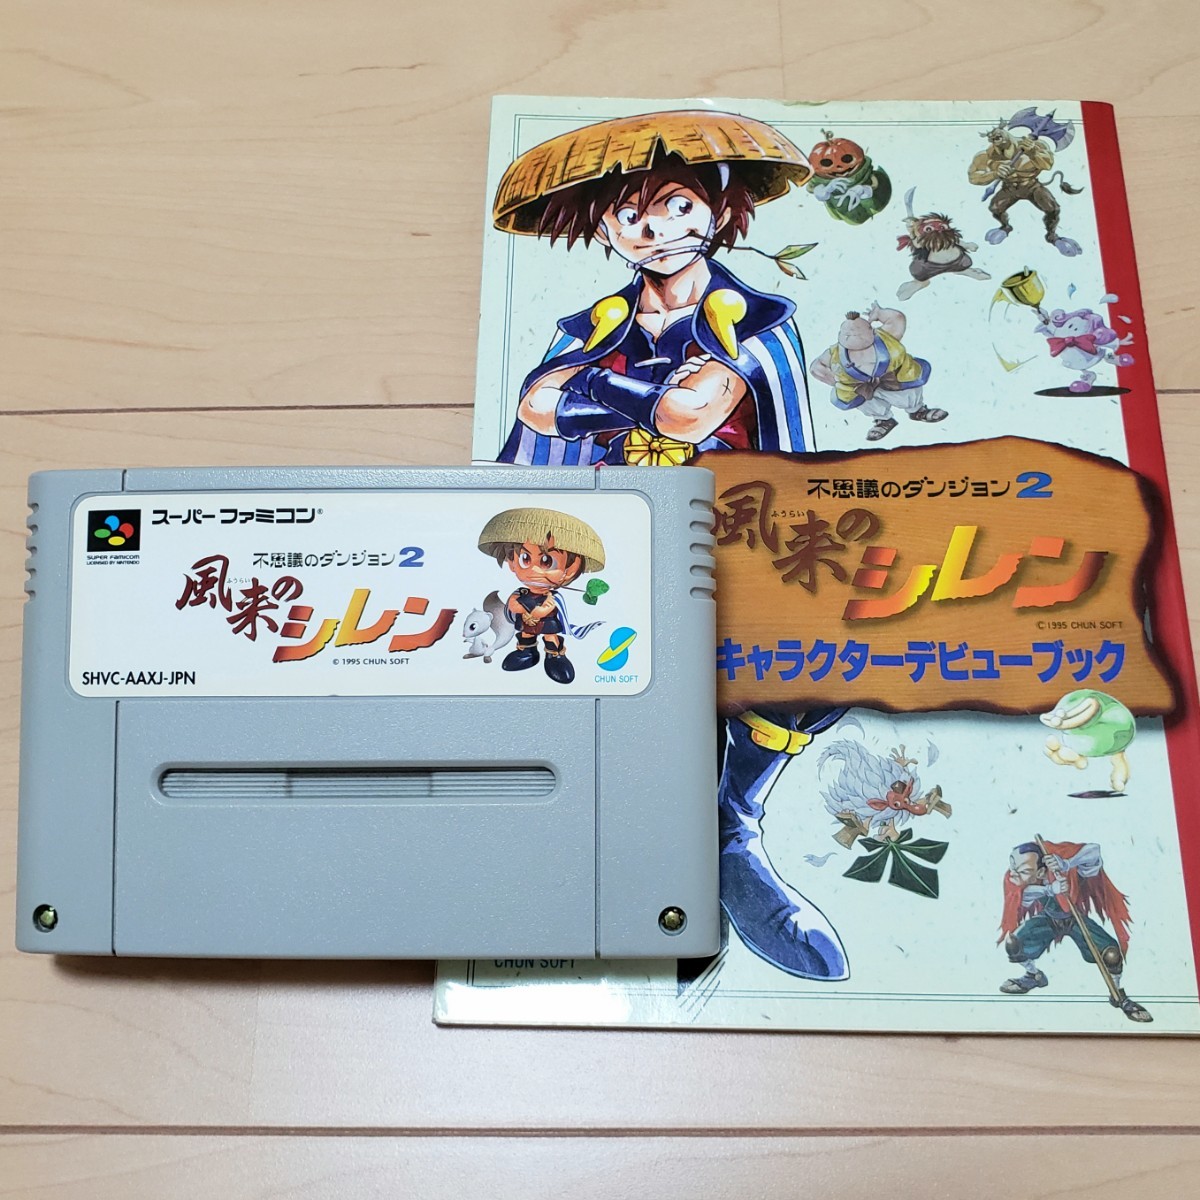 スーパーファミコン®
SUPER FAMICOM
LICENSED BY NINTENDO
不思議のダンジョン2
風来の
ふうらい
シレン
© 1995 CHUN SOFT
SHVC-AAXJ-JPN
CHUN SOFT
不思議のダンジョン2
風来の
ふうらい
シレン
© 1995 CHUN SOFT
キャラクターデビューブック
CHUN SOFT